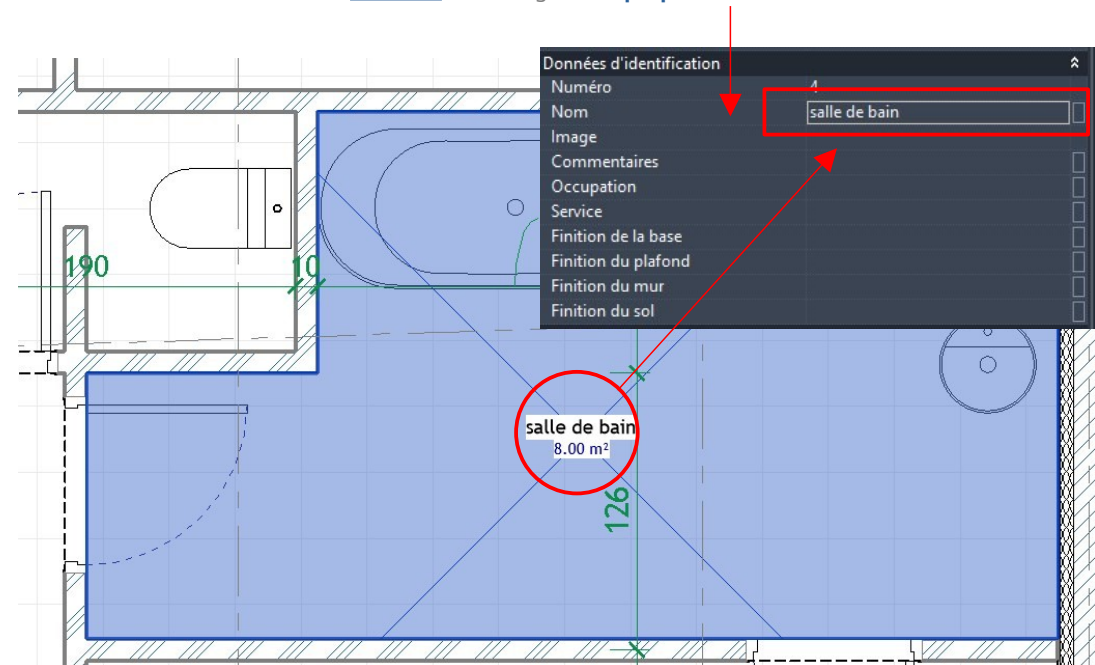 Données d'identification
Numéro 4
Nom salle de bain
Image
Commentaires
Occupation
Service
Finition de la base
Finition du plafond
Finition du mur
Finition du sol
190
10
salle de bain
8.00 m²
126